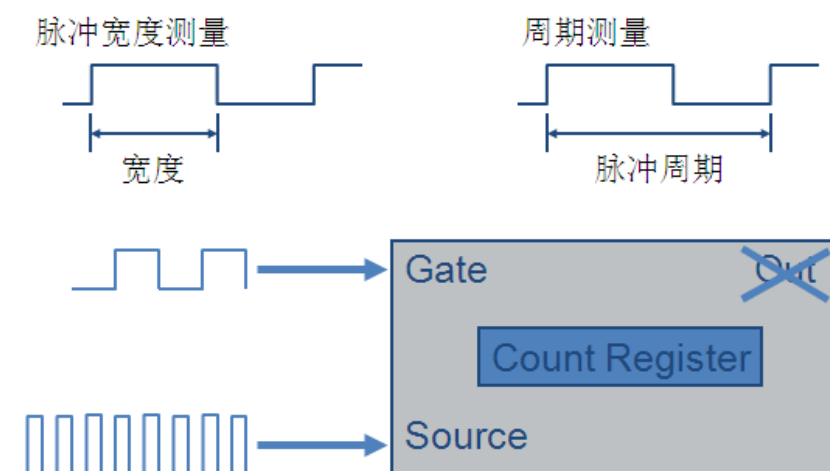 脉冲宽度测量
周期测量
宽度
脉冲周期
Gate
Out
Count Register
Source